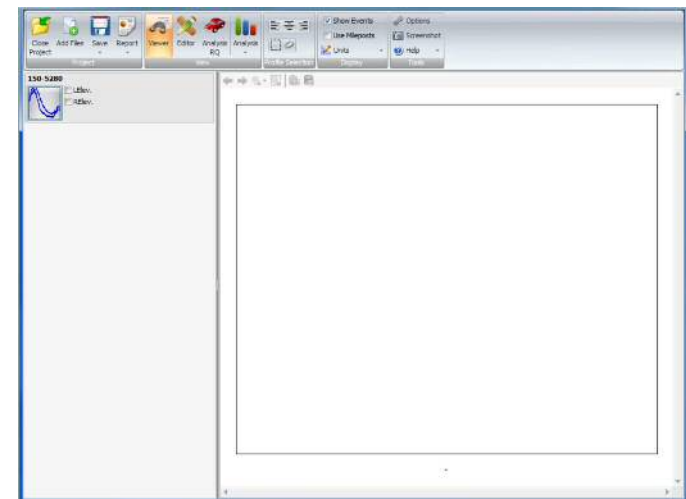 Close Project
Add Files
Save
Report
Viewer
Editor
Analysis RQ
Analysis
Show Events
Use Mileposts
Units
Options
Screenshot
Help
Project
View
Profile Selection
Display
Tools
150-5280
LElev.
RElev.